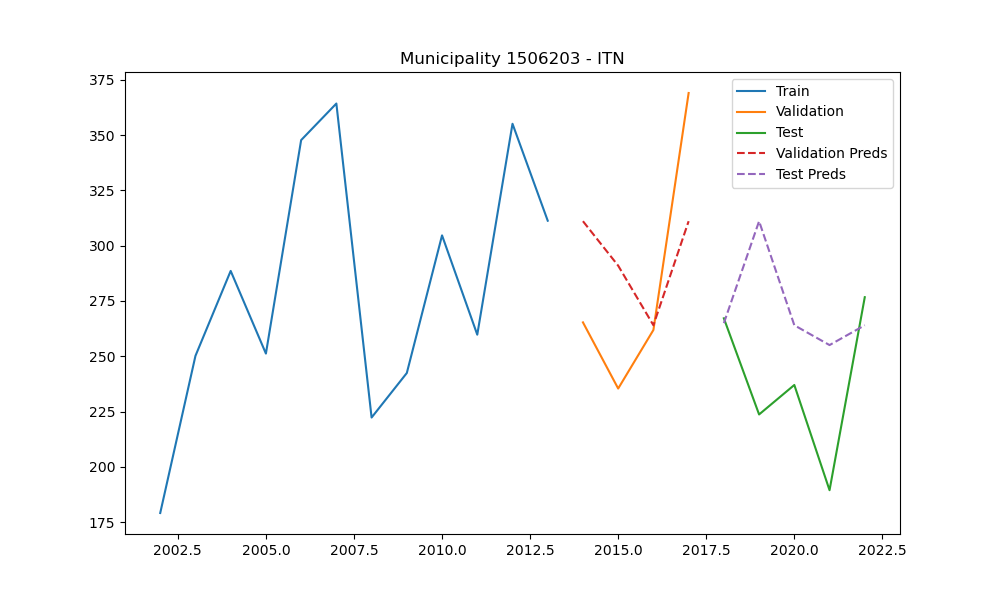 Municipality 1506203 - ITN
375
350
325
300
275
250
225
200
175
2002.5 2005.0 2007.5 2010.0 2012.5 2015.0 2017.5 2020.0 2022.5
Train
Validation
Test
Validation Preds
Test Preds